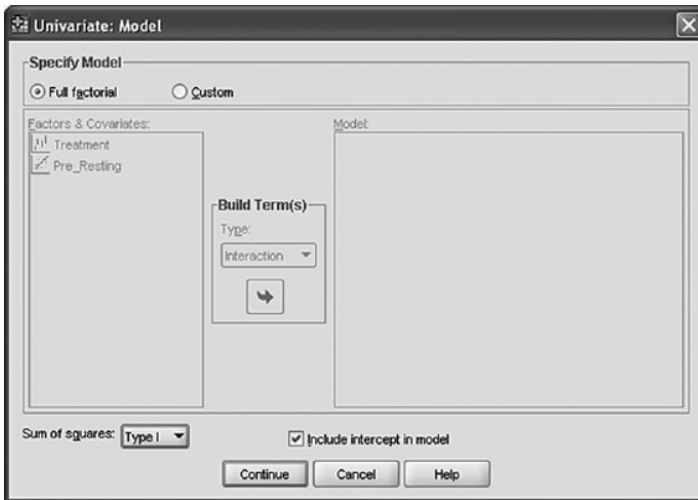 Univariate: Model
Specify Model
Full factorial
Custom
Factors & Covariates:
Treatment
Pre_Resting
Build Term(s)
Type:
Interaction
Model:
Sum of squares: Type I
Include intercept in model
Continue Cancel Help